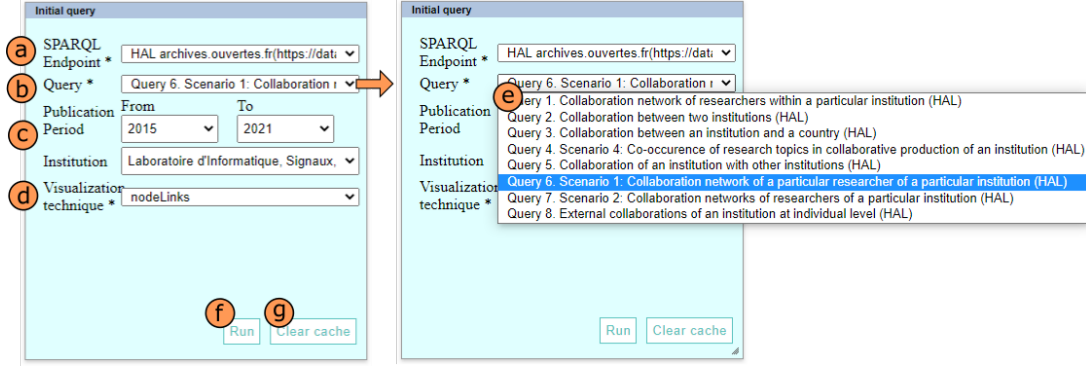 Initial query
a
SPARQL Endpoint *
HAL archives.ouvertes.fr(https://data
b
Query *
Query 6. Scenario 1: Collaboration r
c
Publication Period
From
To
2015
2021
Institution
Laboratoire d'Informatique, Signaux,
d
Visualization technique *
nodeLinks
f
g
Run
Clear cache
Initial query
SPARQL Endpoint *
HAL archives.ouvertes.fr(https://data
Query *
Query 6. Scenario 1: Collaboration r
e
Publication Period
Institution
Visualization technique *
ery 1. Collaboration network of researchers within a particular institution (HAL)
Query 2. Collaboration between two institutions (HAL)
Query 3. Collaboration between an institution and a country (HAL)
Query 4. Scenario 4: Co-occurence of research topics in collaborative production of an institution (HAL)
Query 5. Collaboration of an institution with other institutions (HAL)
Query 6. Scenario 1: Collaboration network of a particular researcher of a particular institution (HAL)
Query 7. Scenario 2: Collaboration networks of researchers of a particular institution (HAL)
Query 8. External collaborations of an institution at individual level (HAL)
Run
Clear cache